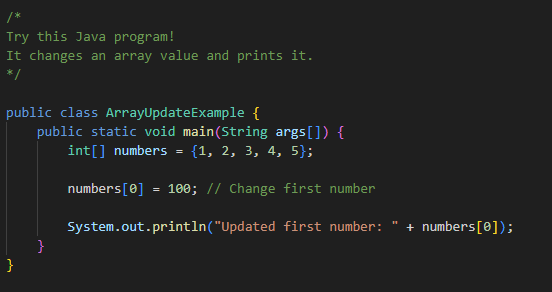 /*
Try this Java program!
It changes an array value and prints it.
*/
public class ArrayUpdateExample {
    public static void main(String args[]) {
        int[] numbers = {1, 2, 3, 4, 5};
        numbers[0] = 100; // Change first number
        System.out.println("Updated first number: " + numbers[0]);
    }
}